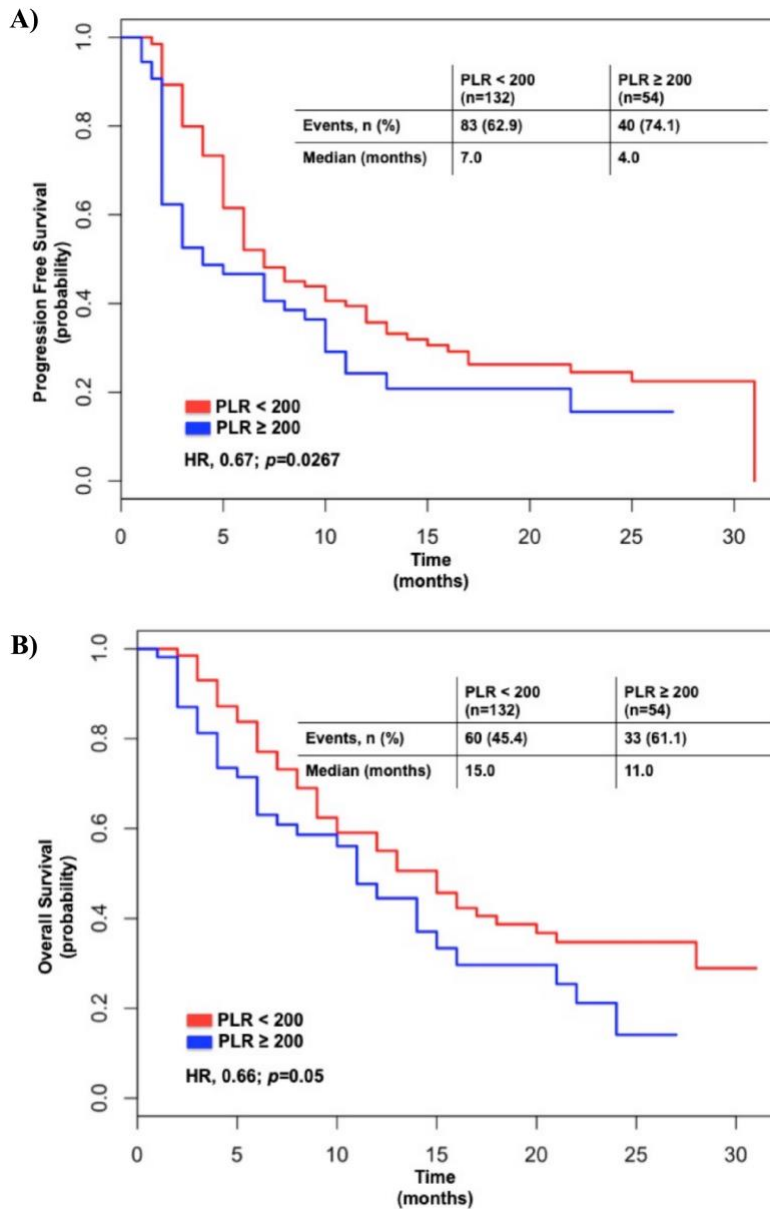 A)
Progression Free Survival
(probability)
1.0
0.8
0.6
0.4
0.2
0.0
PLR < 200
(n=132)
PLR ≥ 200
(n=54)
Events, n (%)
83 (62.9)
40 (74.1)
Median (months)
7.0
4.0
PLR < 200
PLR ≥ 200
HR, 0.67; p=0.0267
0 5 10 15 20 25 30
Time
(months)
B)
Overall Survival
(probability)
1.0
0.8
0.6
0.4
0.2
0.0
PLR < 200
(n=132)
PLR ≥ 200
(n=54)
Events, n (%)
60 (45.4)
33 (61.1)
Median (months)
15.0
11.0
PLR < 200
PLR ≥ 200
HR, 0.66; p=0.05
0 5 10 15 20 25 30
Time
(months)